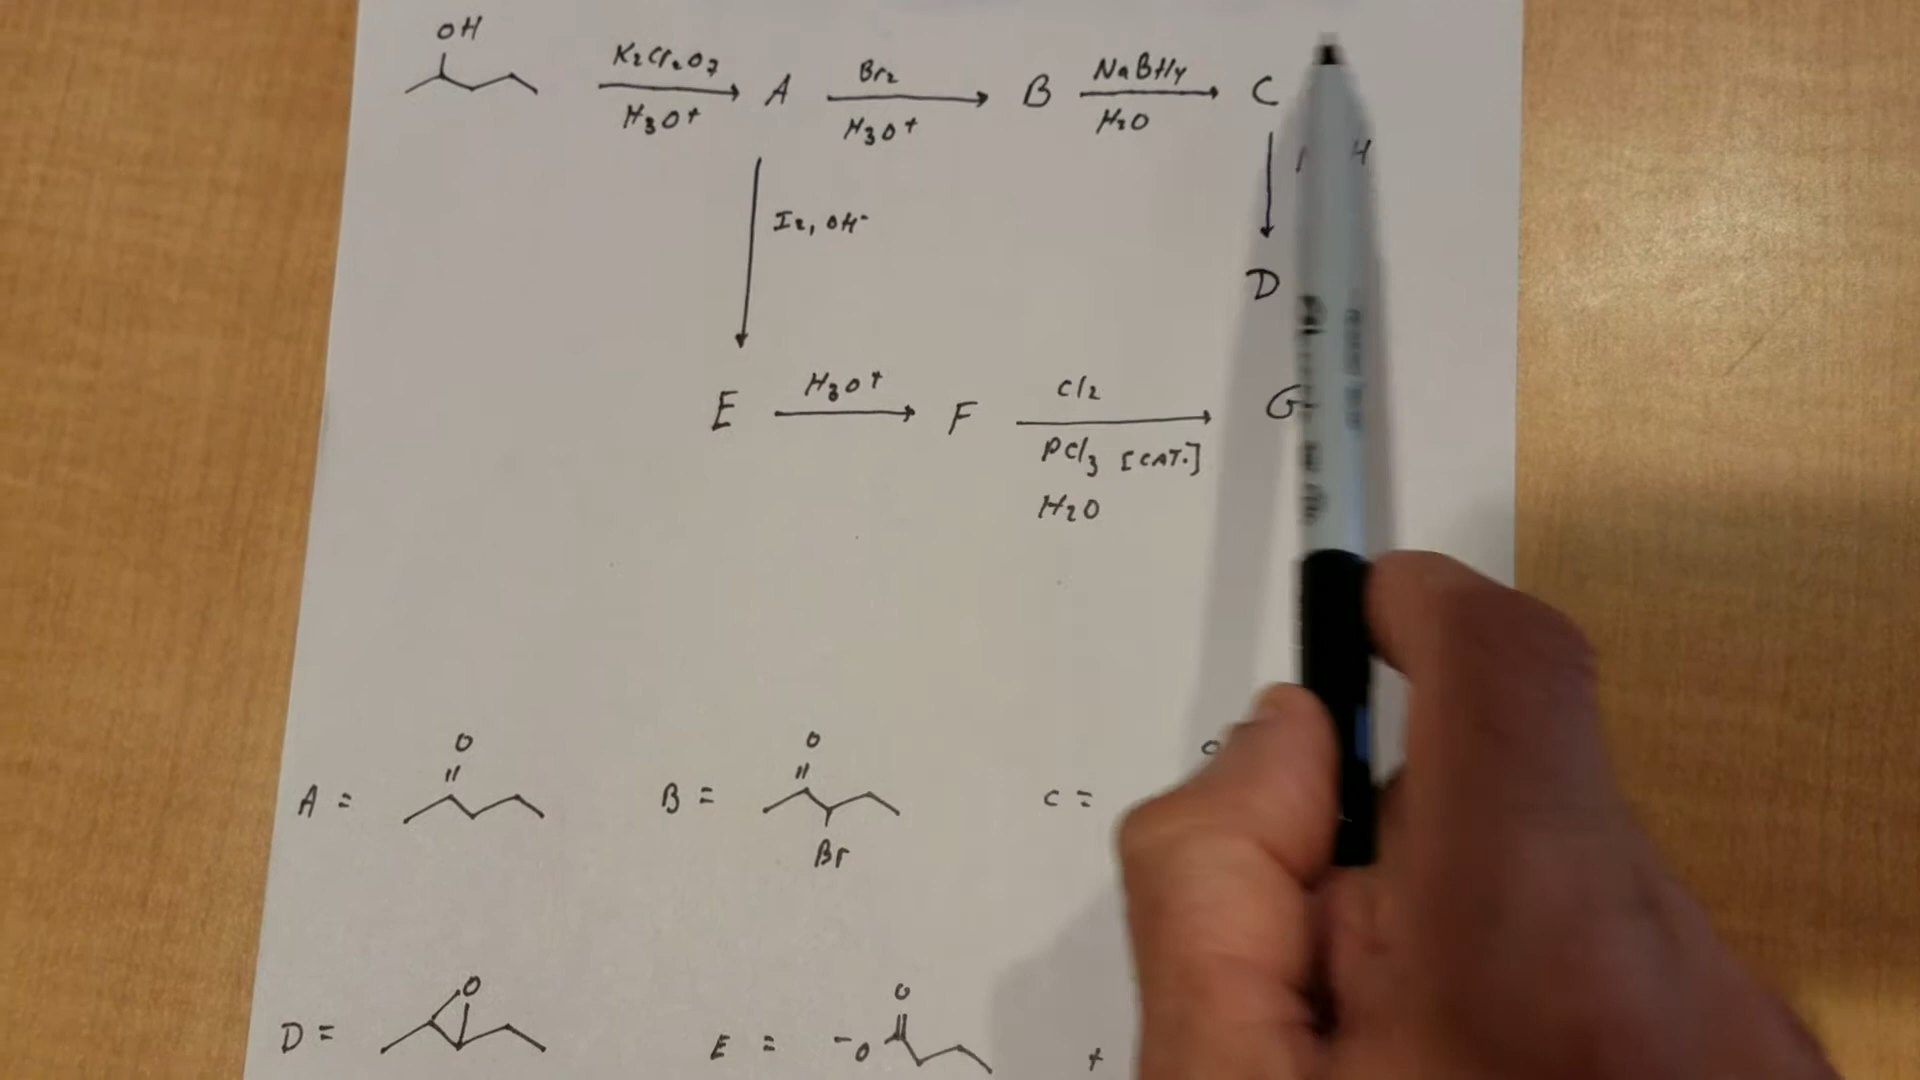 OH
K2Cr2O7
H3O+
A
Br2
H3O+
B
NaBH4
H2O
C
H
I2, OH-
D
E
H3O+
F
Cl2
PCl3 [CAT.]
H2O
G
A =
O
B =
O
Br
C =
O
D =
O
E =
O
-O
+